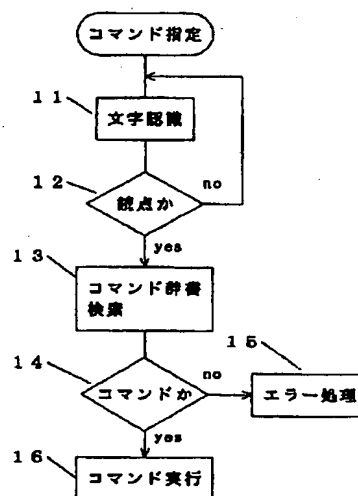 コマンド指定
11
文字認識
12
読点か
no
yes
13
コマンド辞書
検索
14
コマンドか
no
15
エラー処理
yes
16
コマンド実行